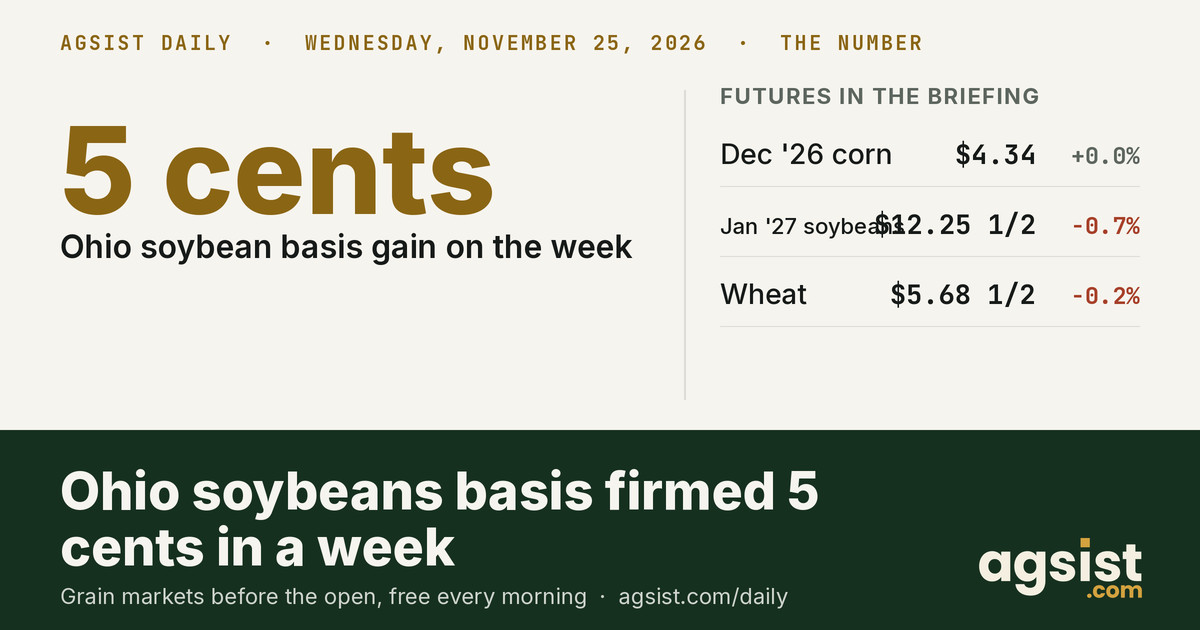 AGSIST DAILY · WEDNESDAY, NOVEMBER 25, 2026 · THE NUMBER
5 cents
Ohio soybean basis gain on the week
FUTURES IN THE BRIEFING
Dec '26 corn $4.34 +0.0%
Jan '27 soybeans $12.25 1/2 -0.7%
Wheat $5.68 1/2 -0.2%
Ohio soybeans basis firmed 5
cents in a week
Grain markets before the open, free every morning · agsist.com/daily
agsist
.com